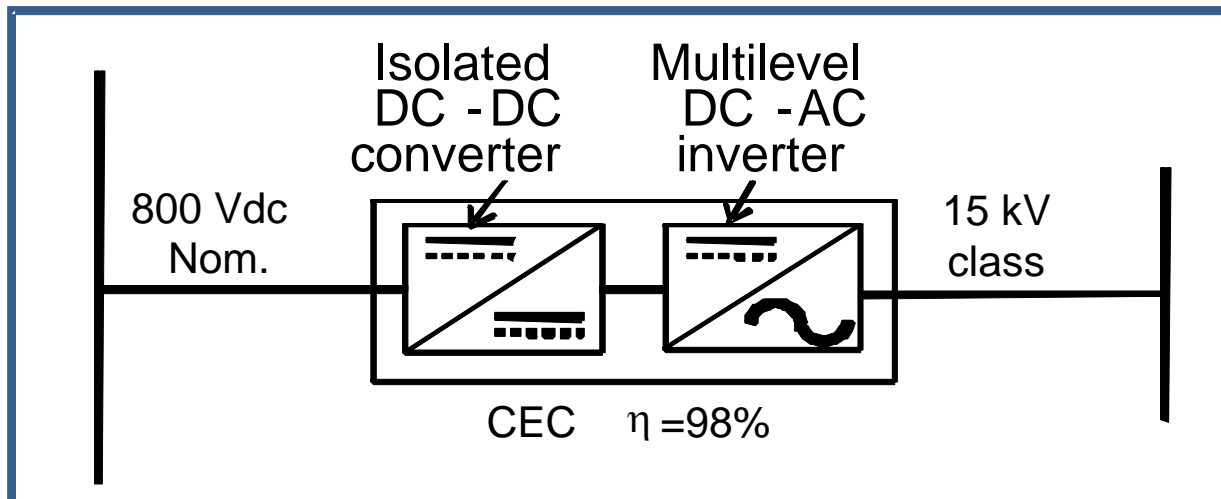 Isolated
DC - DC
converter
Multilevel
DC - AC
inverter
800 Vdc
Nom.
15 kV
class
CEC η =98%